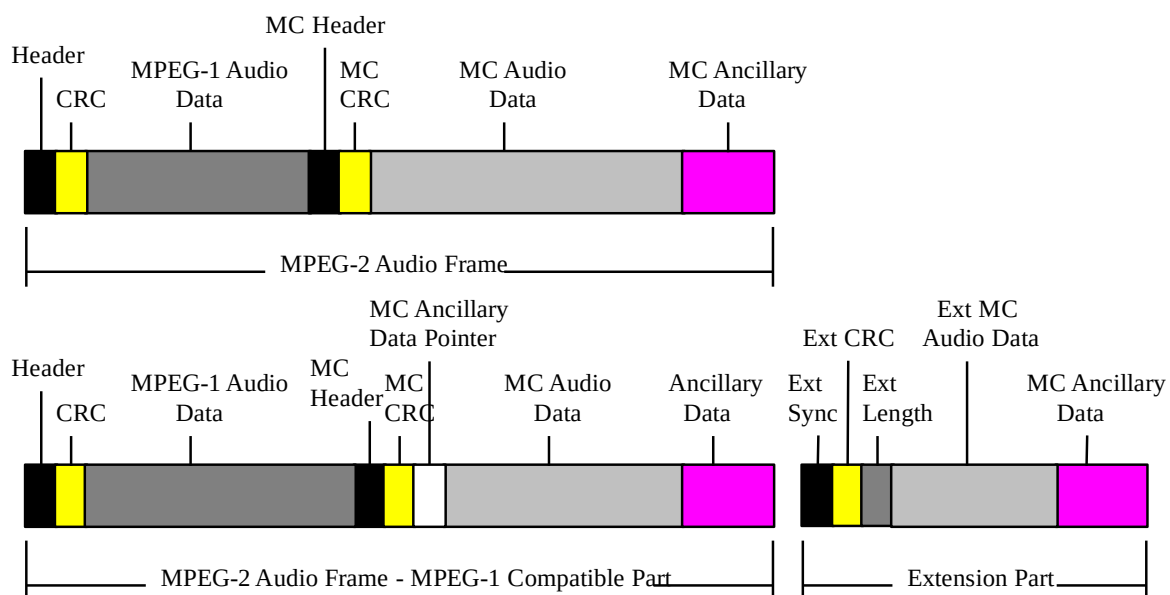 MC Header
Header
MPEG-1 Audio
Data
MC
CRC
MC Audio
Data
MC Ancillary
Data
CRC
MPEG-2 Audio Frame
MC Ancillary
Data Pointer
Ext MC
Audio Data
Ext CRC
Header
CRC
MPEG-1 Audio
Data
MC
Header
MC
CRC
MC Audio
Data
Ancillary
Data
Ext
Sync
Ext
Length
MC Ancillary
Data
MPEG-2 Audio Frame - MPEG-1 Compatible Part
Extension Part